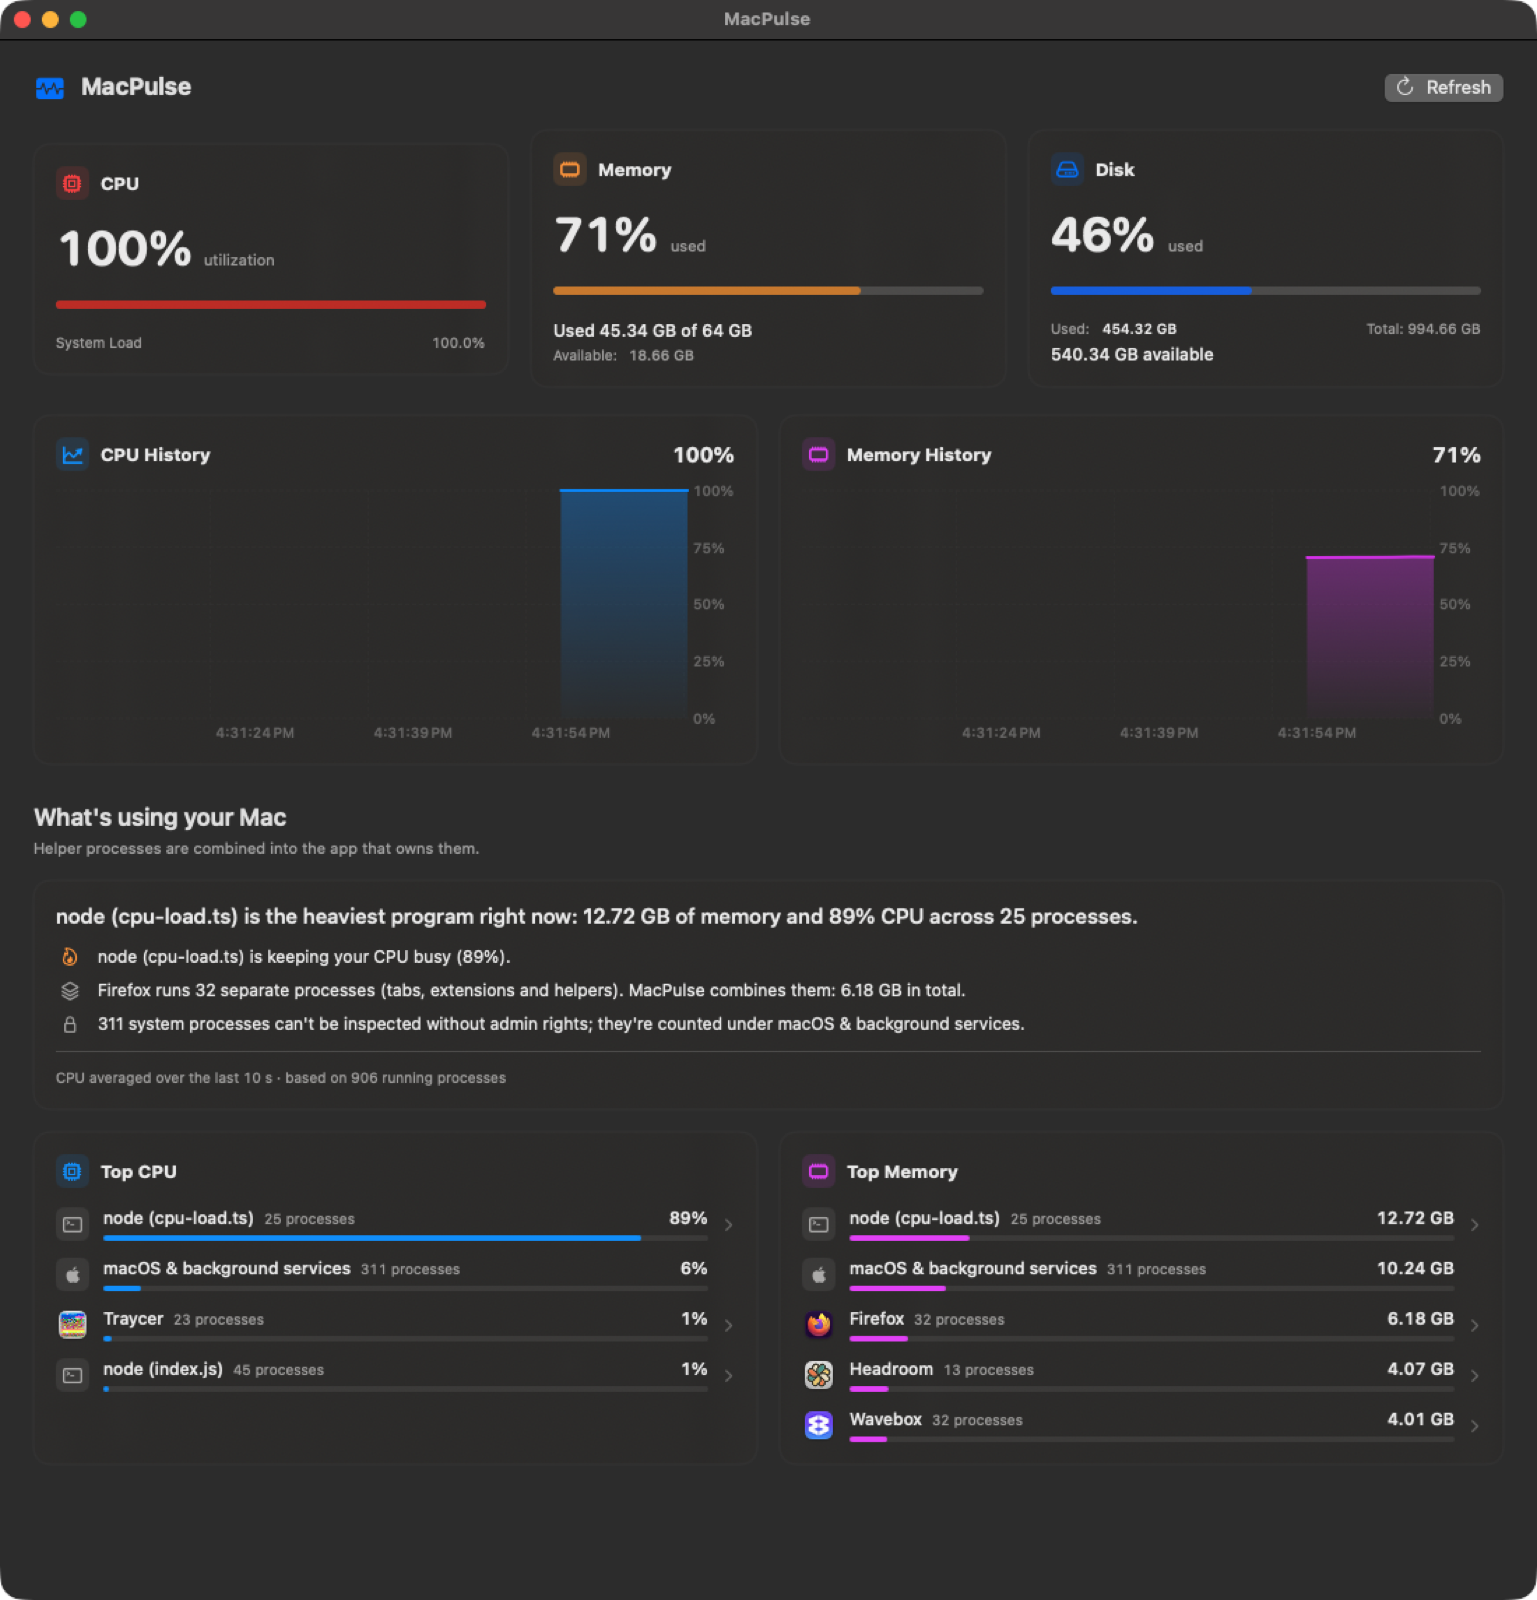 MacPulse
MacPulse
Refresh
CPU
100% utilization
System Load 100.0%
Memory
71% used
Used 45.34 GB of 64 GB
Available: 18.66 GB
Disk
46% used
Used: 454.32 GB Total: 994.66 GB
540.34 GB available
CPU History 100%
100%
75%
50%
25%
0%
4:31:24 PM 4:31:39 PM 4:31:54 PM
Memory History 71%
100%
75%
50%
25%
0%
4:31:24 PM 4:31:39 PM 4:31:54 PM
What's using your Mac
Helper processes are combined into the app that owns them.
node (cpu-load.ts) is the heaviest program right now: 12.72 GB of memory and 89% CPU across 25 processes.
node (cpu-load.ts) is keeping your CPU busy (89%).
Firefox runs 32 separate processes (tabs, extensions and helpers). MacPulse combines them: 6.18 GB in total.
311 system processes can't be inspected without admin rights; they're counted under macOS & background services.
CPU averaged over the last 10 s · based on 906 running processes
Top CPU
node (cpu-load.ts) 25 processes 89%
macOS & background services 311 processes 6%
Traycer 23 processes 1%
node (index.js) 45 processes 1%
Top Memory
node (cpu-load.ts) 25 processes 12.72 GB
macOS & background services 311 processes 10.24 GB
Firefox 32 processes 6.18 GB
Headroom 13 processes 4.07 GB
Wavebox 32 processes 4.01 GB